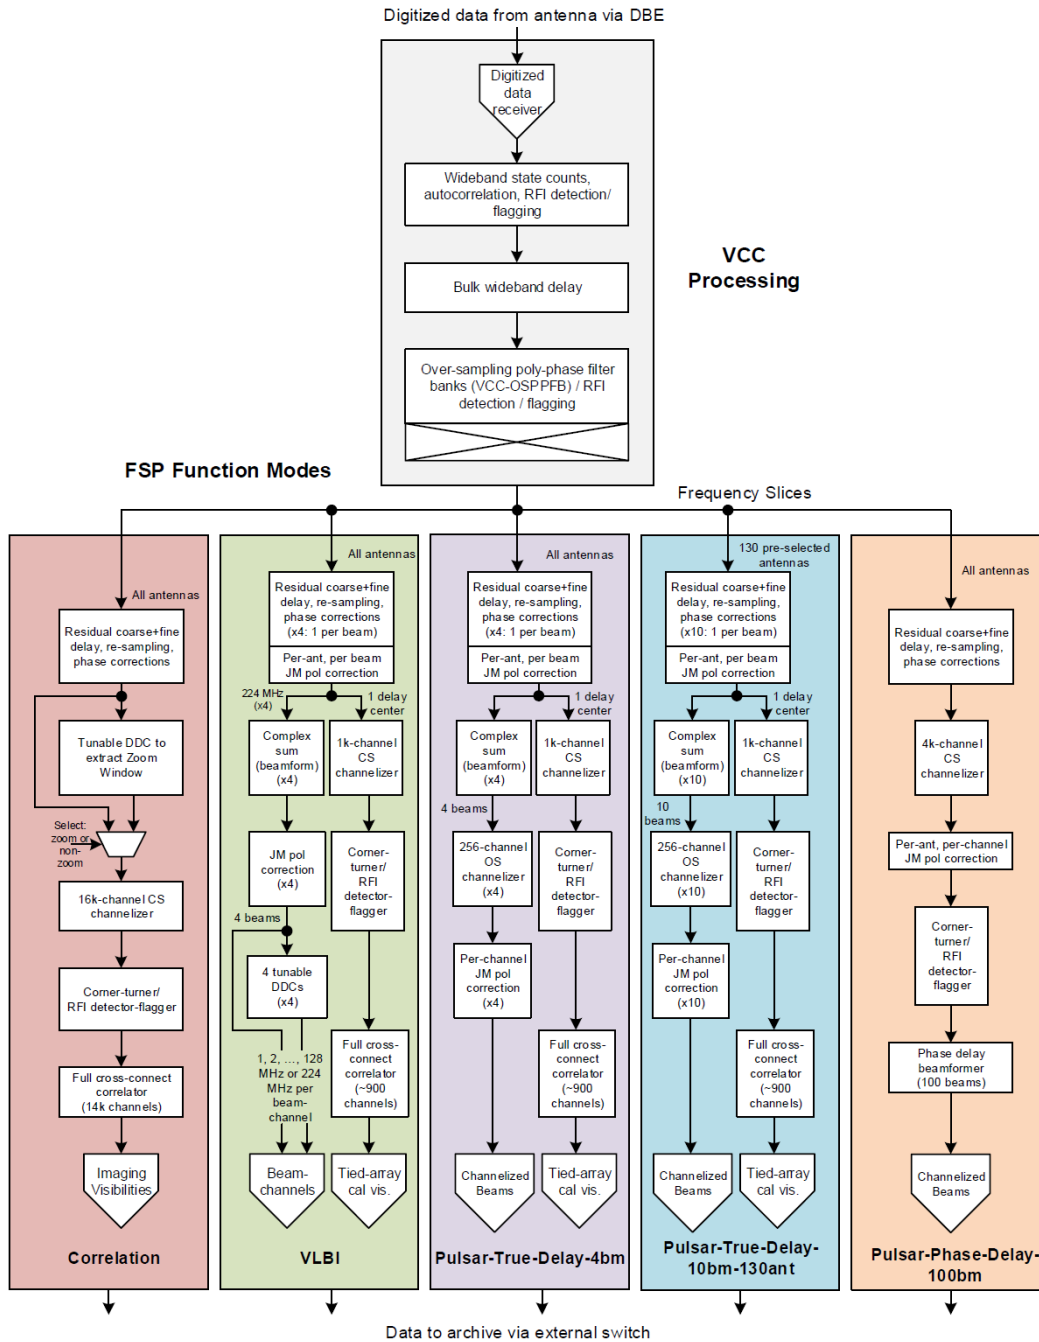 Digitized data from antenna via DBE
Digitized
data
receiver
Wideband state counts,
autocorrelation, RFI detection/
flagging
VCC
Processing
Bulk wideband delay
Over-sampling poly-phase filter
banks (VCC-OSPPFB) / RFI
detection / flagging
FSP Function Modes
Frequency Slices
All antennas
Residual coarse+fine
delay, re-sampling,
phase corrections
Tunable DDC to
extract Zoom
Window
Select:
zoom or
non-
zoom
16k-channel CS
channelizer
Corner-turner/
RFI detector-flagger
Full cross-connect
correlator
(14k channels)
Imaging
Visibilities
Correlation
All antennas
Residual coarse+fine
delay, re-sampling,
phase corrections
(x4: 1 per beam)
Per-ant, per beam
JM pol correction
224 MHz
(x4)
1 delay
center
Complex
sum
(beamform)
(x4)
1k-channel
CS
channelizer
JM pol
correction
(x4)
Corner-
turner/
RFI
detector-
flagger
4 beams
4 tunable
DDCs
(x4)
1, 2, ..., 128
MHz or 224
MHz per
beam-
channel
Full cross-
connect
correlator
(~900
channels)
Beam-
channels
Tied-array
cal vis.
VLBI
All antennas
Residual coarse+fine
delay, re-sampling,
phase corrections
(x4: 1 per beam)
Per-ant, per beam
JM pol correction
1 delay
center
Complex
sum
(beamform)
(x4)
1k-channel
CS
channelizer
4 beams
256-channel
OS
channelizer
(x4)
Corner-
turner/
RFI
detector-
flagger
Per-channel
JM pol
correction
(x4)
Full cross-
connect
correlator
(~900
channels)
Channelized
Beams
Tied-array
cal vis.
Pulsar-True-Delay-4bm
130 pre-selected
antennas
Residual coarse+fine
delay, re-sampling,
phase corrections
(x10: 1 per beam)
Per-ant, per beam
JM pol correction
1 delay
center
Complex
sum
(beamform)
(x10)
1k-channel
CS
channelizer
10
beams
256-channel
OS
channelizer
(x10)
Corner-
turner/
RFI
detector-
flagger
Per-channel
JM pol
correction
(x10)
Full cross-
connect
correlator
(~900
channels)
Channelized
Beams
Tied-array
cal vis.
Pulsar-True-Delay-
10bm-130ant
All antennas
Residual coarse+fine
delay, re-sampling,
phase corrections
4k-channel
CS
channelizer
Per-ant, per-channel
JM pol correction
Corner-
turner/
RFI
detector-
flagger
Phase delay
beamformer
(100 beams)
Channelized
Beams
Pulsar-Phase-Delay-
100bm
Data to archive via external switch